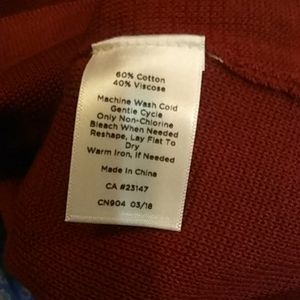 60% Cotton
40% Viscose
Machine Wash Cold
Gentle Cycle
Only Non-Chlorine
Bleach When Needed
Reshape, Lay Flat To
Dry
Warm Iron, If Needed
Made in China
CA #23147
CN904 03/18